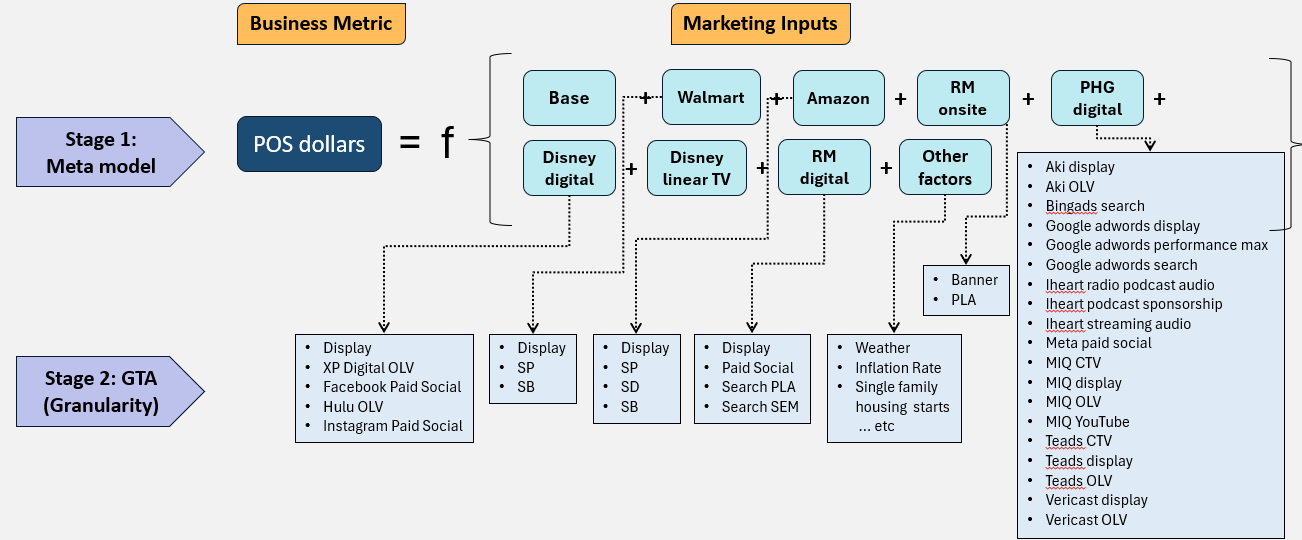 Business Metric
Marketing Inputs
Stage 1:
Meta model
POS dollars
= f
Base
+
Walmart
+
Amazon
+
RM
onsite
+
PHG
digital
+
Disney
digital
+
Disney
linear TV
+
RM
digital
+
Other
factors
• Aki display
• Aki OLV
• Bingads search
• Google adwords display
• Google adwords performance max
• Google adwords search
• Iheart radio podcast audio
• Iheart podcast sponsorship
• Iheart streaming audio
• Meta paid social
• MIQ CTV
• MIQ display
• MIQ OLV
• MIQ YouTube
• Teads CTV
• Teads display
• Teads OLV
• Vericast display
• Vericast OLV
• Banner
• PLA
Stage 2: GTA
(Granularity)
• Display
• XP Digital OLV
• Facebook Paid Social
• Hulu OLV
• Instagram Paid Social
• Display
• SP
• SB
• Display
• SP
• SD
• SB
• Display
• Paid Social
• Search PLA
• Search SEM
• Weather
• Inflation Rate
• Single family
housing starts
... etc